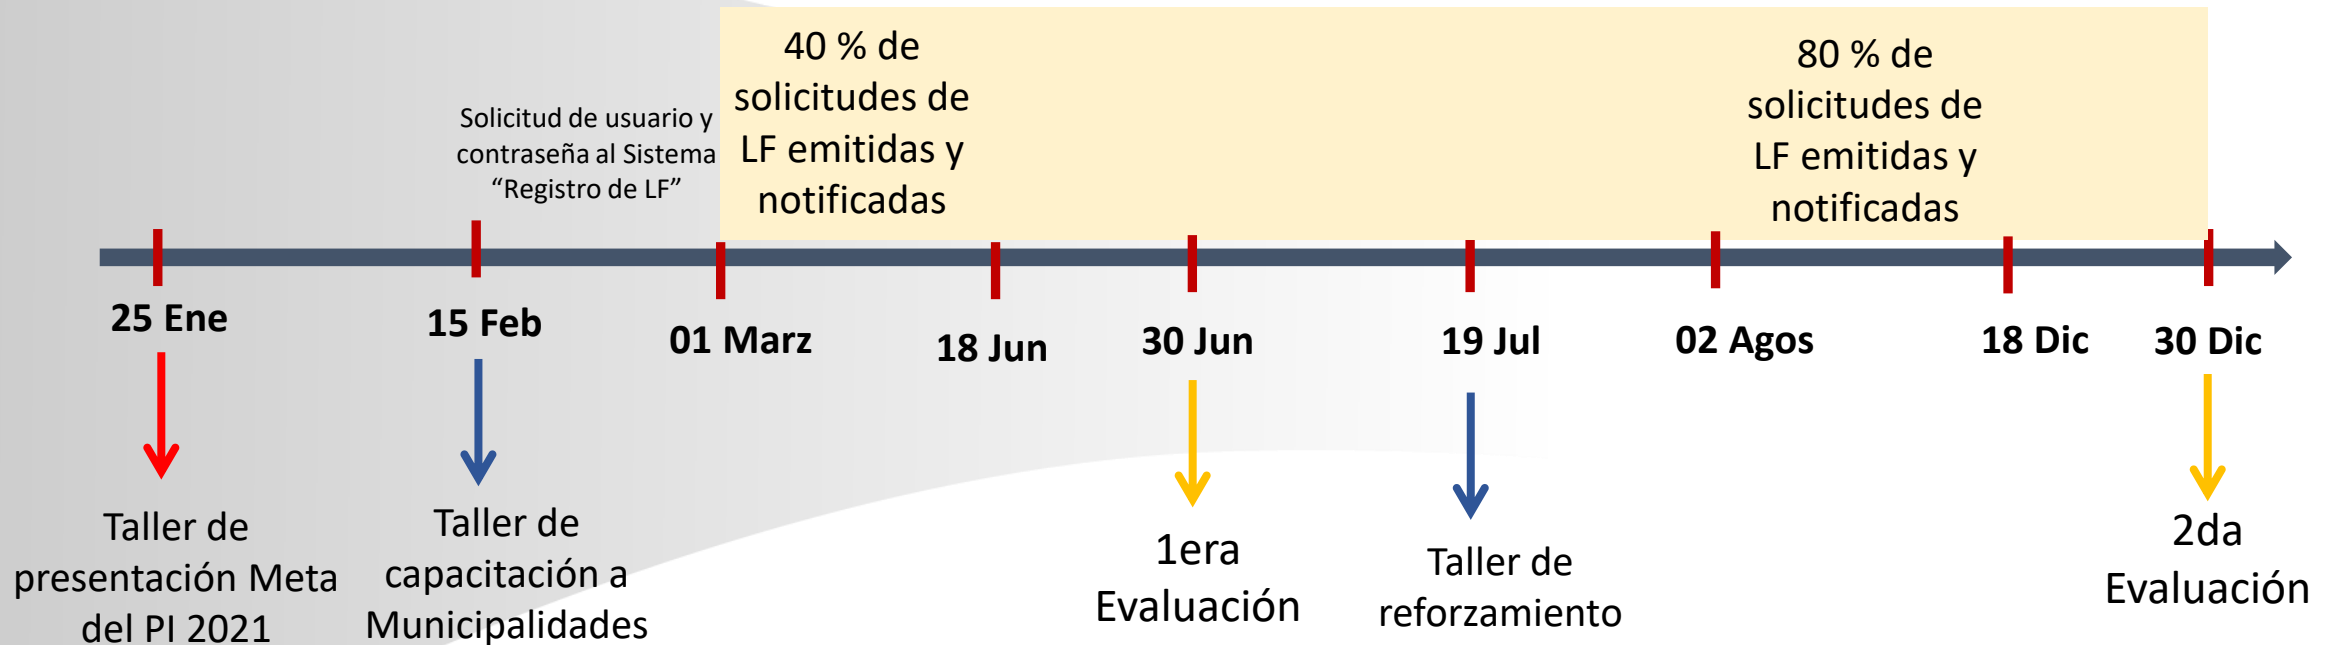 40 % de
solicitudes de
LF emitidas y
notificadas
80 % de
solicitudes de
LF emitidas y
notificadas
Solicitud de usuario y
contraseña al Sistema
“Registro de LF”
25 Ene
15 Feb
01 Marz
18 Jun
30 Jun
19 Jul
02 Agos
18 Dic
30 Dic
Taller de
presentación Meta
del PI 2021
Taller de
capacitación a
Municipalidades
1era
Evaluación
Taller de
reforzamiento
2da
Evaluación